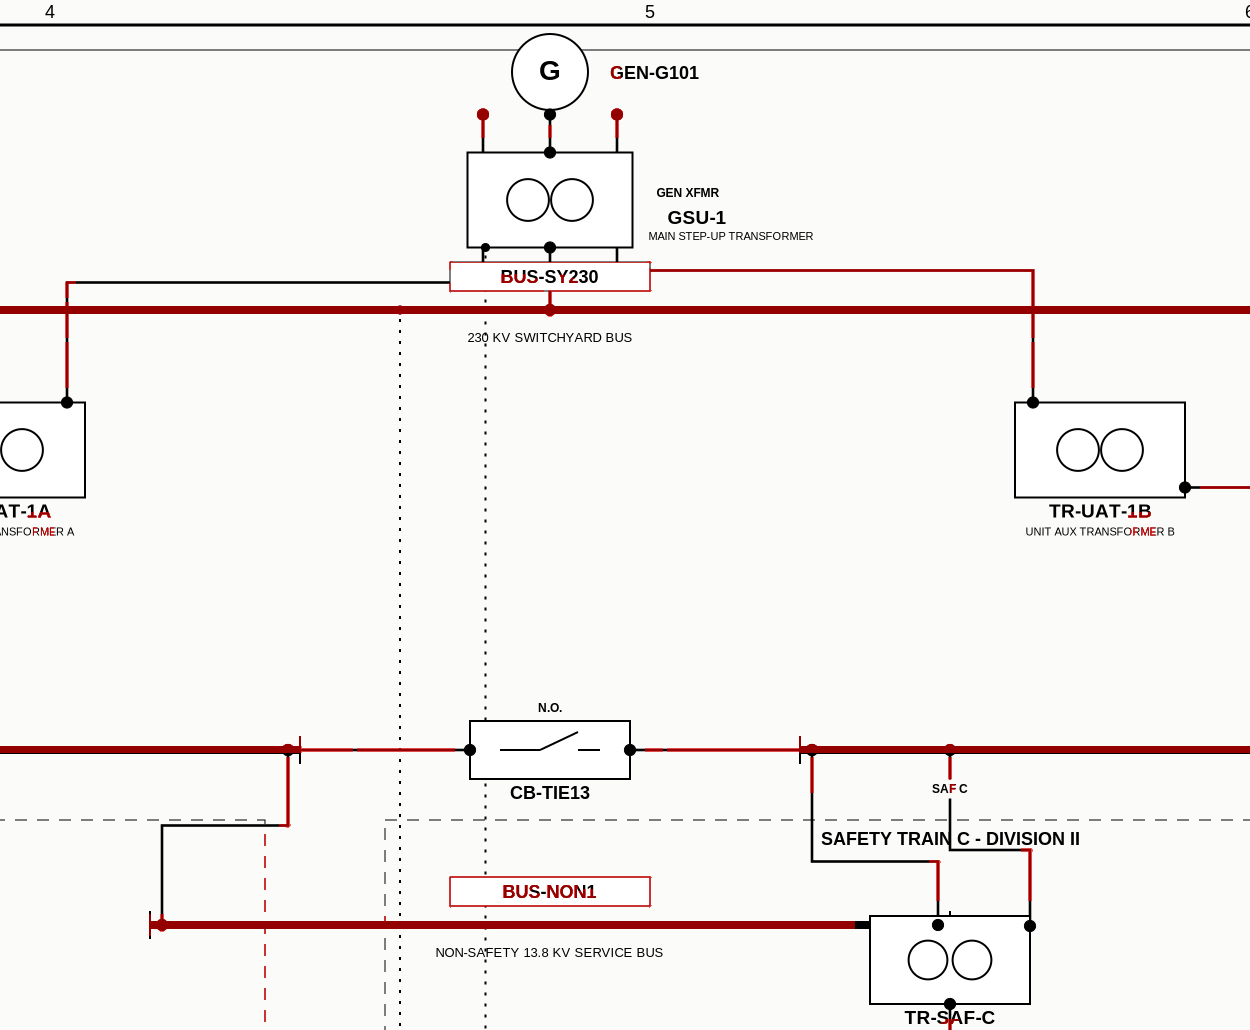 4 5
G
GEN-G101
GEN XFMR
GSU-1
MAIN STEP-UP TRANSFORMER
BUS-SY230
230 KV SWITCHYARD BUS
AT-1A
ANSFORMER A
TR-UAT-1B
UNIT AUX TRANSFORMER B
N.O.
CB-TIE13
SAF C
SAFETY TRAIN C - DIVISION II
BUS-NON1
NON-SAFETY 13.8 KV SERVICE BUS
TR-SAF-C